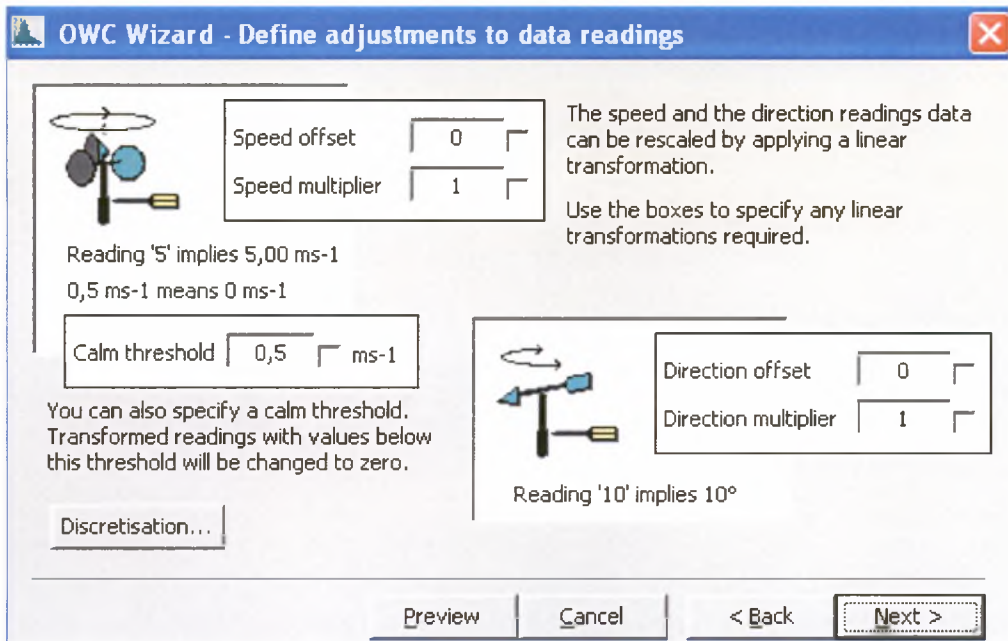 OWC Wizard - Define adjustments to data readings
Speed offset 0
Speed multiplier 1
Reading '5' implies 5,00 ms-1
0,5 ms-1 means 0 ms-1
Calm threshold 0,5 ms-1
You can also specify a calm threshold.
Transformed readings with values below
this threshold will be changed to zero.
Discretisation...
The speed and the direction readings data
can be rescaled by applying a linear
transformation.
Use the boxes to specify any linear
transformations required.
Direction offset 0
Direction multiplier 1
Reading '10' implies 10°
Preview
Cancel
< Back
Next >